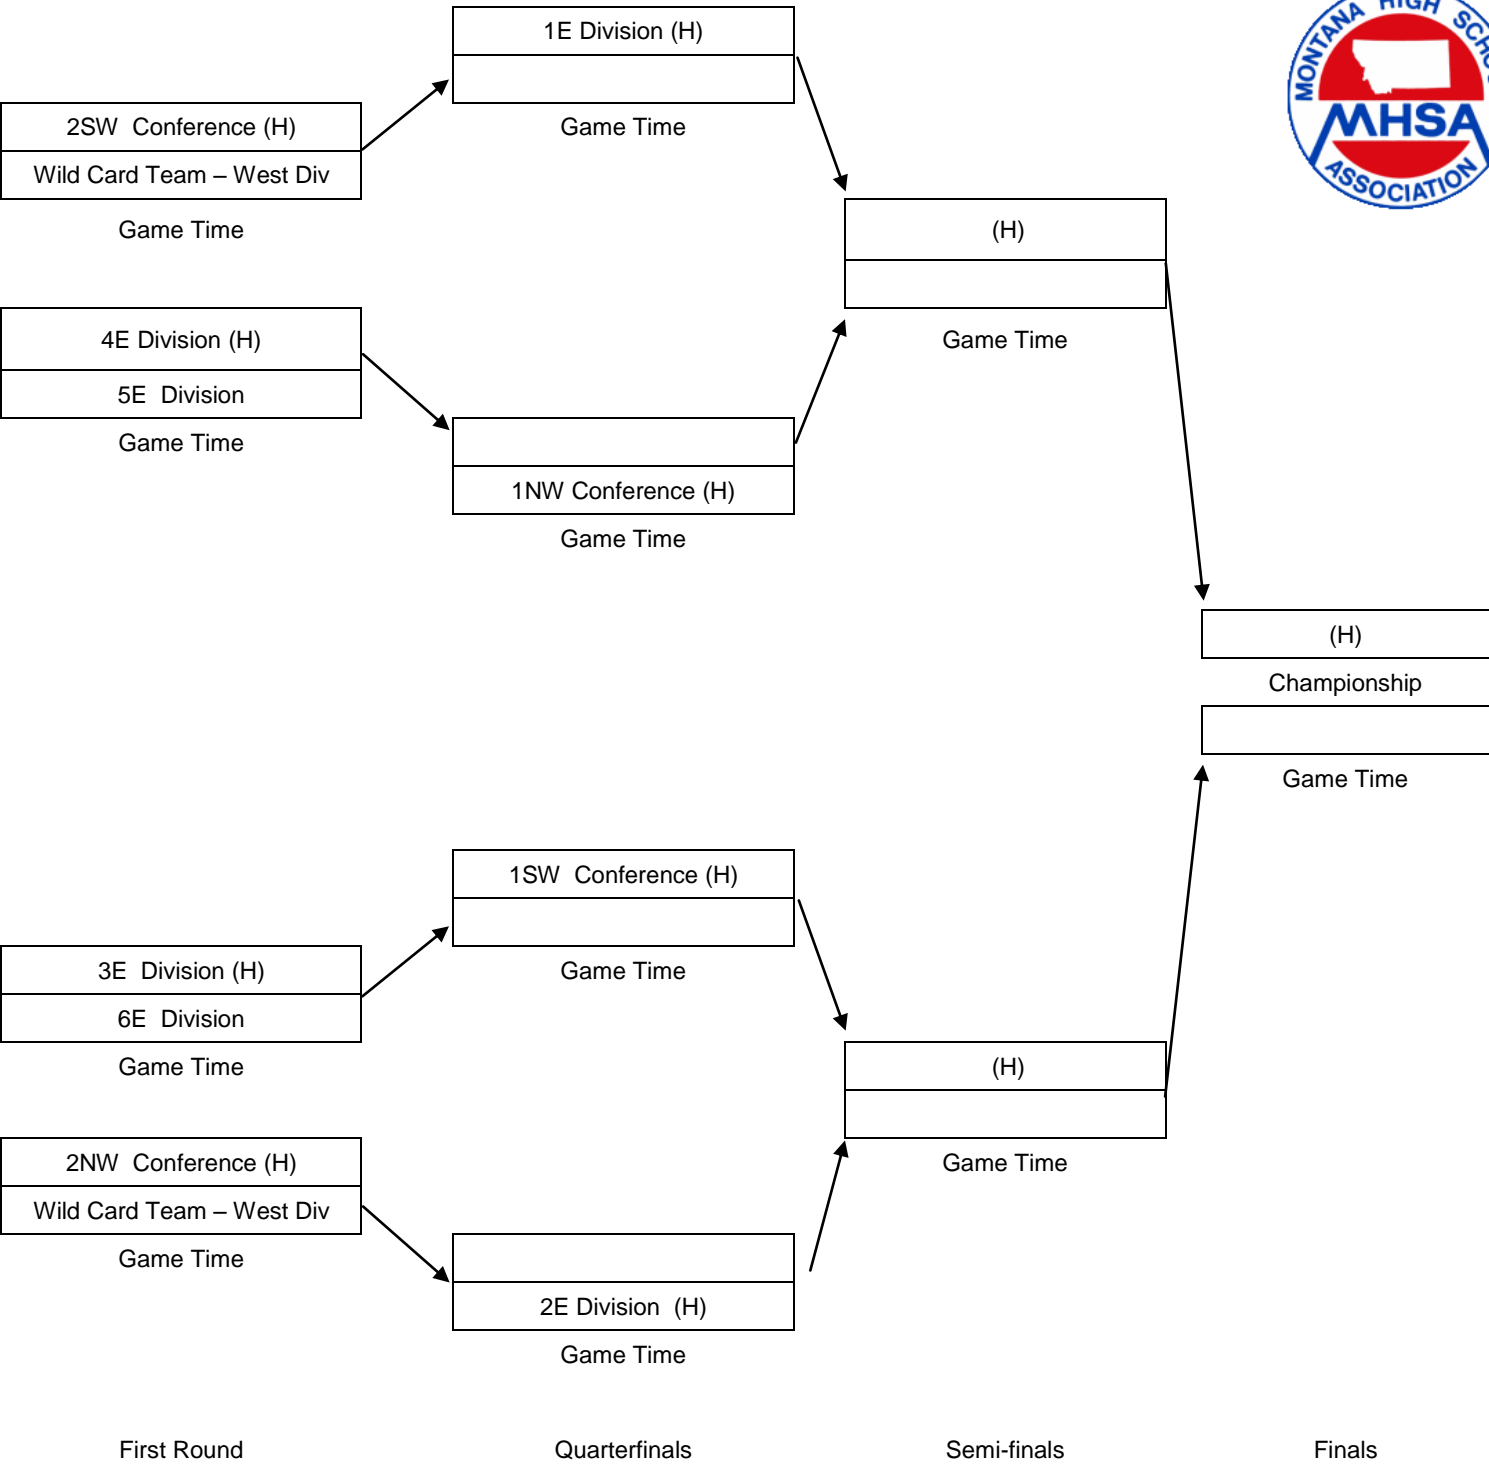 1E Division (H)
Game Time
MONTANA HIGH
MHSA
ASSOCIATION
2SW Conference (H)
Wild Card Team – West Div
Game Time
(H)
Game Time
4E Division (H)
5E Division
Game Time
1NW Conference (H)
Game Time
(H)
Championship
Game Time
1SW Conference (H)
Game Time
3E Division (H)
6E Division
Game Time
(H)
Game Time
2NW Conference (H)
Wild Card Team – West Div
Game Time
2E Division (H)
Game Time
First Round
Quarterfinals
Semi-finals
Finals